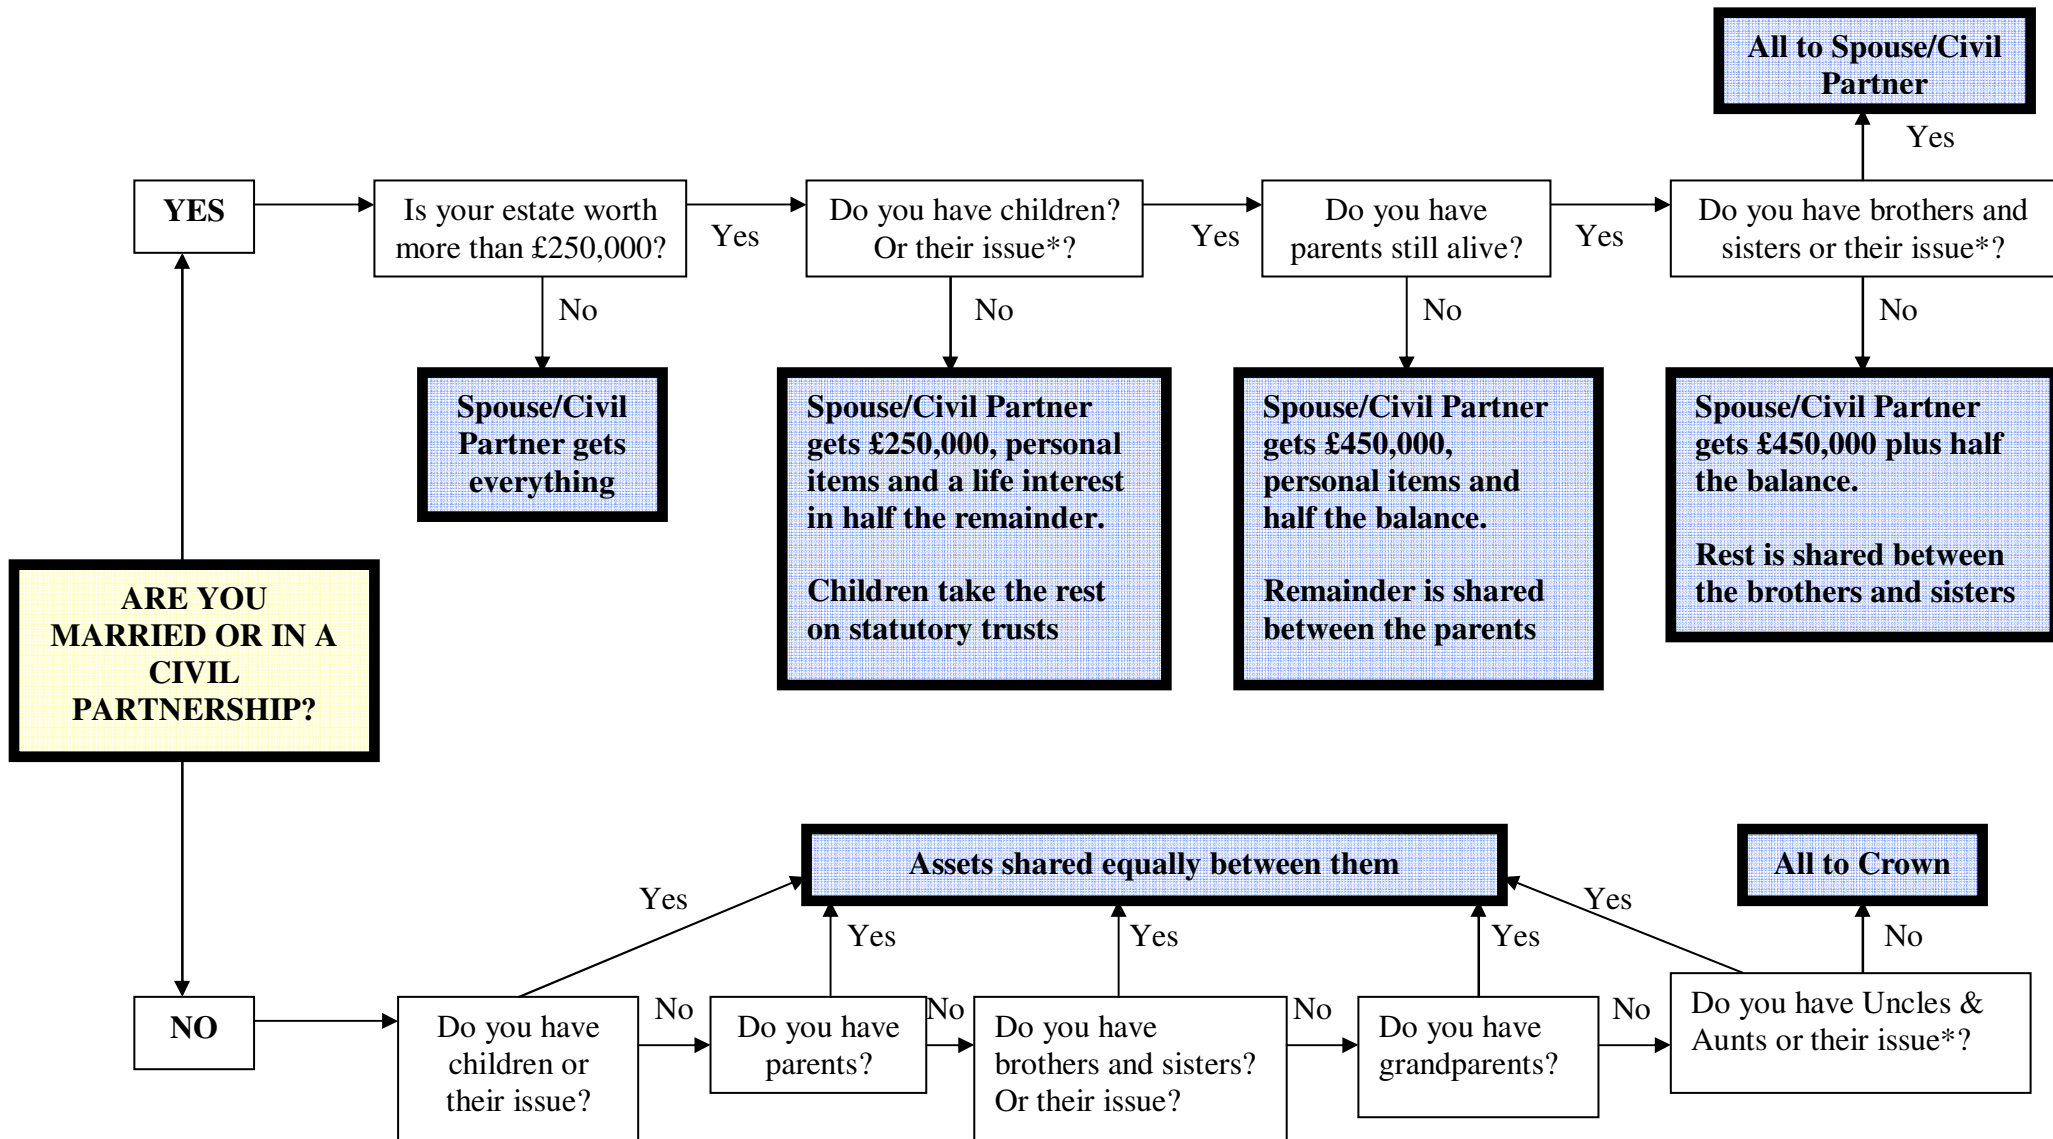 All to Spouse/Civil
Partner
Yes
YES
Is your estate worth
more than £250,000?
Yes
Do you have children?
Or their issue*?
Yes
Do you have
parents still alive?
Yes
Do you have brothers and
sisters or their issue*?
No
No
No
No
Spouse/Civil
Partner gets
everything
Spouse/Civil Partner
gets £250,000, personal
items and a life interest
in half the remainder.
Children take the rest
on statutory trusts
Spouse/Civil Partner
gets £450,000,
personal items and
half the balance.
Remainder is shared
between the parents
Spouse/Civil Partner
gets £450,000 plus half
the balance.
Rest is shared between
the brothers and sisters
ARE YOU
MARRIED OR IN A
CIVIL
PARTNERSHIP?
Assets shared equally between them
All to Crown
Yes
Yes
Yes
Yes
Yes
No
NO
Do you have
children or
their issue?
No
Do you have
parents?
No
Do you have
brothers and sisters?
Or their issue?
No
Do you have
grandparents?
No
Do you have Uncles &
Aunts or their issue*?